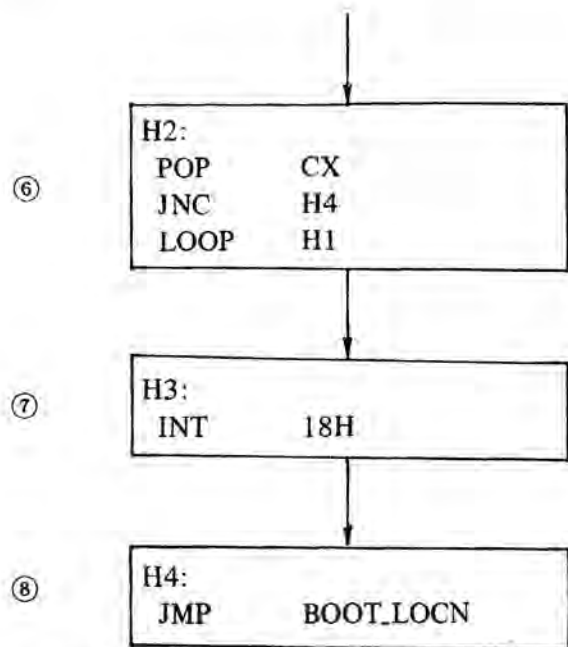 ⑥
H2:
POP CX
JNC H4
LOOP H1
⑦
H3:
INT 18H
⑧
H4:
JMP BOOT_LOCN